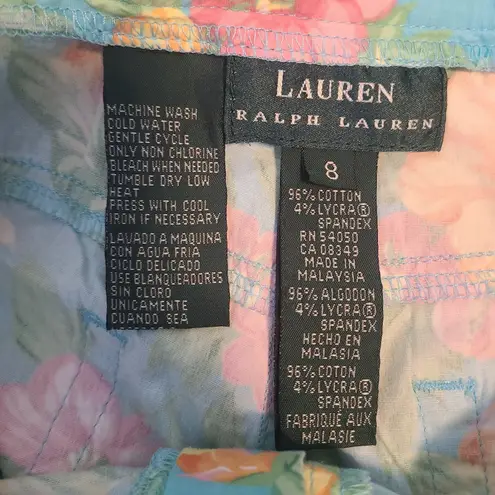 LAUREN
RALPH LAUREN
MACHINE WASH
COLD WATER
GENTLE CYCLE
ONLY NON CHLORINE
BLEACH WHEN NEEDED
TUMBLE DRY LOW
HEAT
PRESS WITH COOL
IRON IF NECESSARY
LAVADO A MAQUINA
CON AGUA FRIA
CICLO DELICADO
USE BLANQUEADORES
SIN CLORO
UNICAMENTE
CUANDO SEA
8
96% COTTON
4% LYCRA®
SPANDEX
RN 54050
CA 08349
MADE IN
MALAYSIA
96% ALGODON
4% LYCRA®
SPANDEX
HECHO EN
MALASIA
96% COTON
4% LYCRA®
SPANDEX
FABRIQUÉ AUX
MALASIE